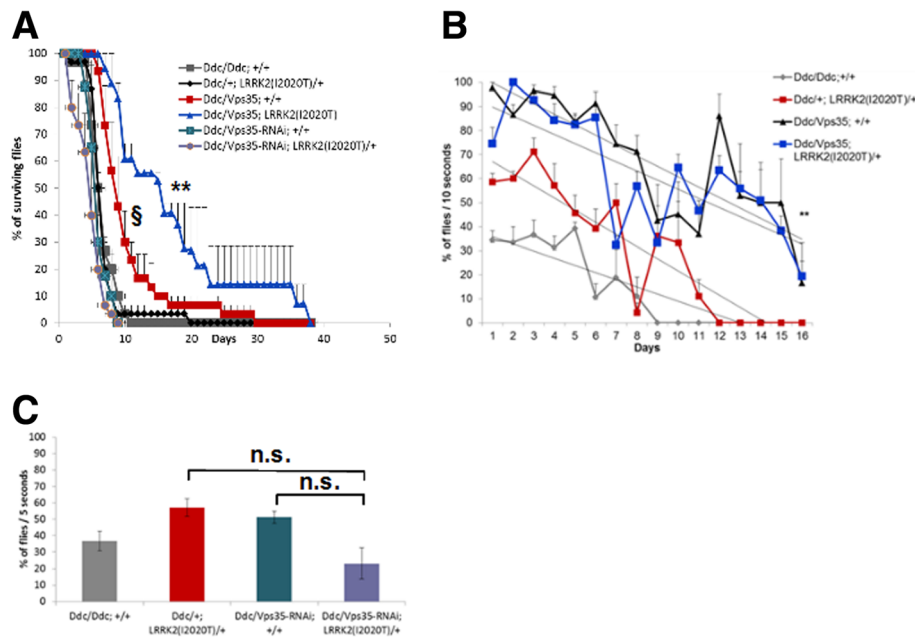 A
% of surviving flies
100
90
80
70
60
50
40
30
20
10
0
0
10
20
30
40
50
Days
Ddc/Ddc; +/+
Ddc/+; LRRK2(I2020T)/+
Ddc/Vps35; +/+
Ddc/Vps35; LRRK2(I2020T)
Ddc/Vps35-RNAi; +/+
Ddc/Vps35-RNAi; LRRK2(I2020T)/+
§
**
B
% of flies / 10 seconds
100
90
80
70
60
50
40
30
20
10
0
1 2 3 4 5 6 7 8 9 10 11 12 13 14 15 16
Days
Ddc/Ddc;+/+
Ddc/+; LRRK2(I2020T)/+
Ddc/Vps35; +/+
Ddc/Vps35;
LRRK2(I2020T)/+
**
C
% of flies / 5 seconds
100
90
80
70
60
50
40
30
20
10
0
n.s.
n.s.
Ddc/Ddc; +/+
Ddc/+;
LRRK2(I2020T)/+
Ddc/Vps35-RNAi;
+/+
Ddc/Vps35-RNAi;
LRRK2(I2020T)/+